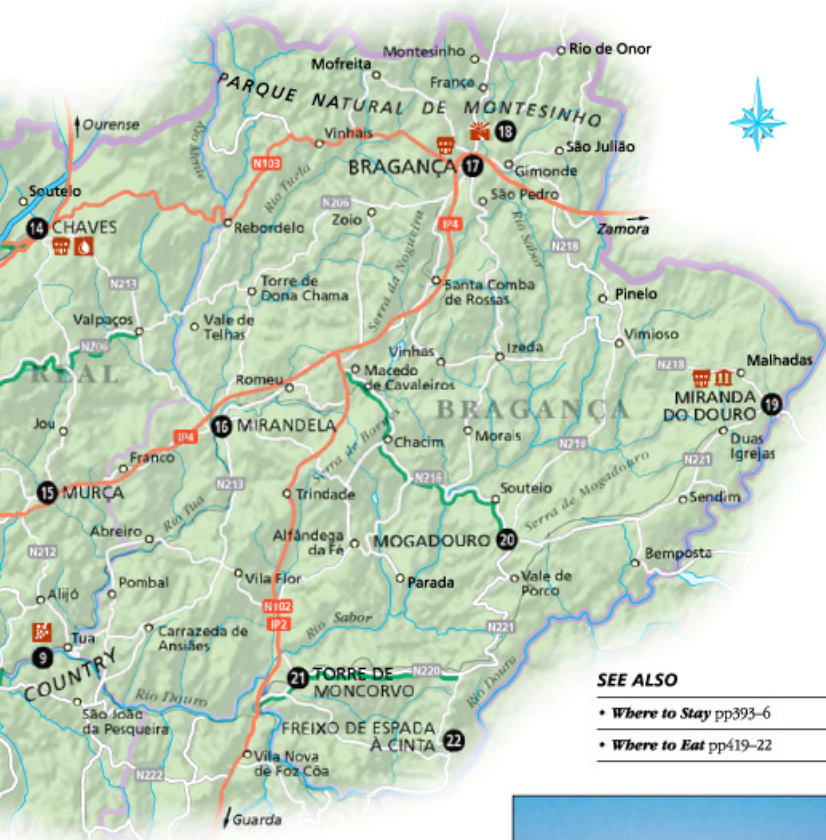 Montesinho
Rio de Onor
Mofreita
França
PARQUE NATURAL DE MONTESINHO
Ourense
18
Vinhais
São Julião
N103
BRAGANÇA 17
Gimonde
Soutelo
Rio Tuela
São Pedro
N206
14 CHAVES
Zoio
Rebordelo
IP4
Rio Sabor
Zamora
N218
Serra da Nogueira
N213
Torre de
Dona Chama
Santa Comba
de Rossas
Pinelo
Valpaços
Vale de
Telhas
Vimioso
N206
Vinhas
Izeda
N218
Malhadas
REAL
Macedo
de Cavaleiros
Romeu
MIRANDA
DO DOURO 19
BRAGANÇA
Jou
16 MIRANDELA
Serra de Bornes
Chacim
Morais
N219
Duas
Igrejas
IP4
Franco
N221
15 MURÇA
N213
Trindade
N216
Souteio
Serra de Mogadouro
Sendim
Rio Tua
Abreiro
Alfândega
da Fé
MOGADOURO 20
N212
Bemposta
Pombal
Vila Flor
Parada
Vale de
Porco
Alijó
N102
IP2
Rio Sabor
Carrazeda de
Ansiães
N221
Tua
9
COUNTRY
21 TORRE DE
MONCORVO
N220
Rio Douro
Rio Douro
São João
da Pesqueira
FREIXO DE ESPADA
À CINTA 22
Vila Nova
de Foz Côa
N222
Guarda
SEE ALSO
• Where to Stay pp393–6
• Where to Eat pp419–22